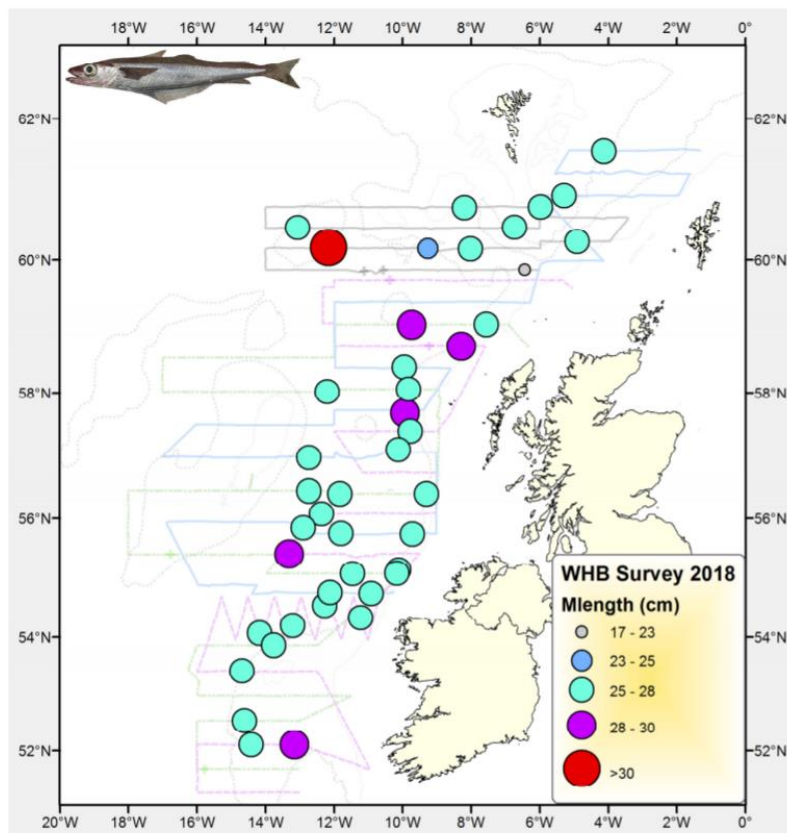 18°W 16°W 14°W 12°W 10°W 8°W 6°W 4°W 2°W 0°
62°N 62°N
60°N 60°N
58°N 58°N
56°N 56°N
WHB Survey 2018
Mlength (cm)
17 - 23
54°N 54°N
23 - 25
25 - 28
28 - 30
52°N 52°N
>30
20°W 18°W 16°W 14°W 12°W 10°W 8°W 6°W 4°W 2°W 0°